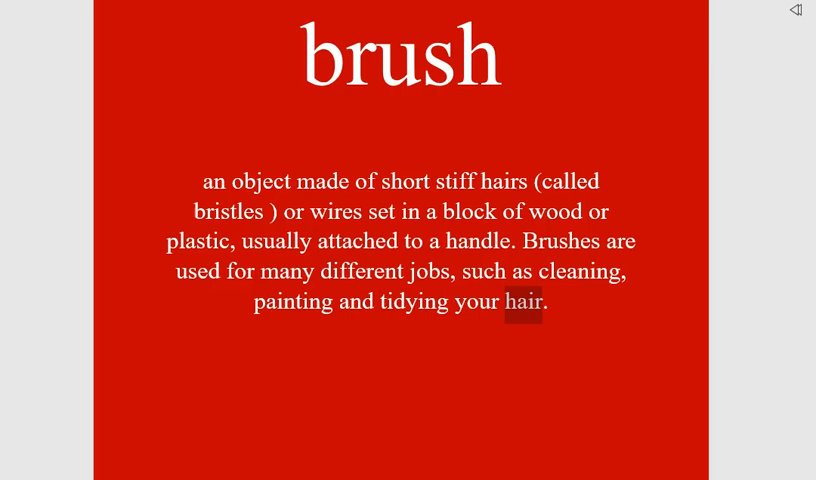 brush
an object made of short stiff hairs (called
bristles ) or wires set in a block of wood or
plastic, usually attached to a handle. Brushes are
used for many different jobs, such as cleaning,
painting and tidying your hair.